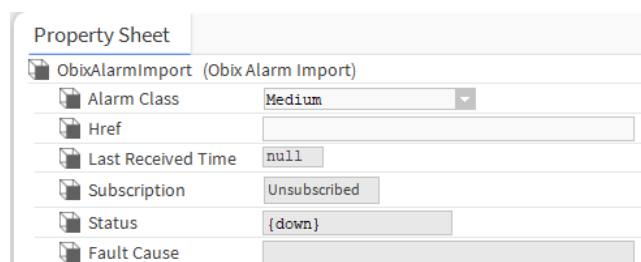 Property Sheet
ObixAlarmImport (Obix Alarm Import)
Alarm Class Medium
Href
Last Received Time null
Subscription Unsubscribed
Status {down}
Fault Cause